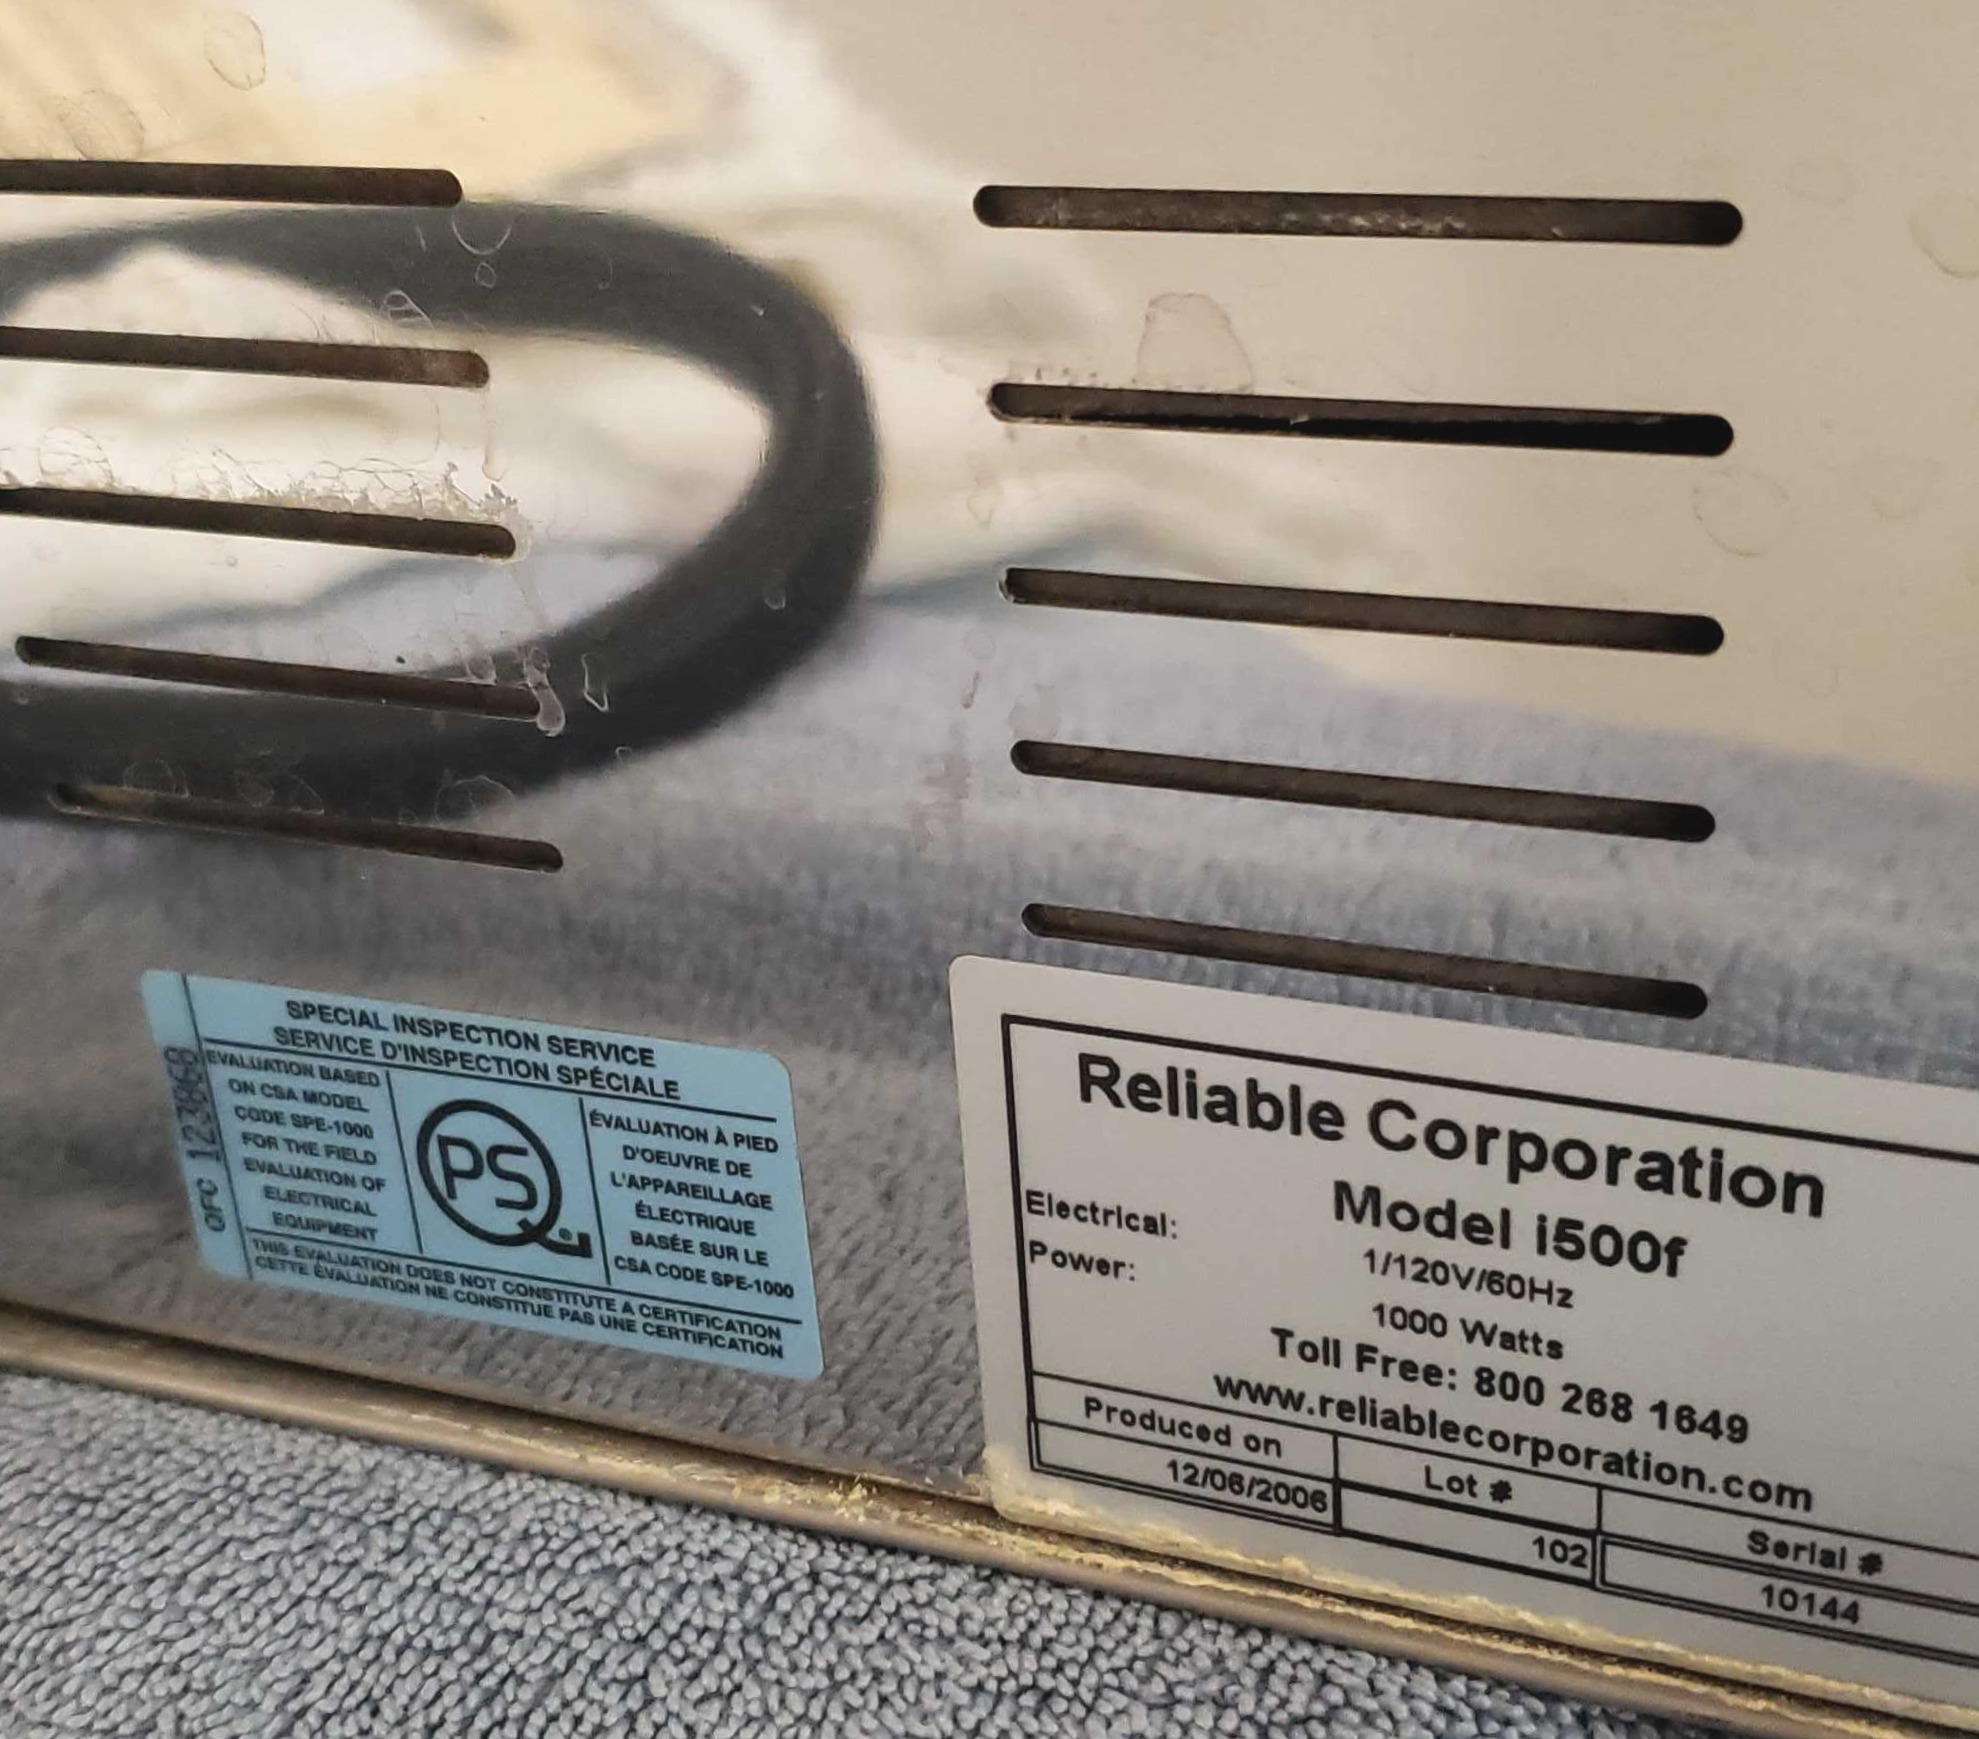 SPECIAL INSPECTION SERVICE
SERVICE D'INSPECTION SPÉCIALE
EVALUATION BASED
ON CSA MODEL
CODE SPE-1000
FOR THE FIELD
EVALUATION OF
ELECTRICAL
EQUIPMENT
PS
ÉVALUATION À PIED
D'OEUVRE DE
L'APPAREILLAGE
ÉLECTRIQUE
BASÉE SUR LE
CSA CODE SPE-1000
THIS EVALUATION DOES NOT CONSTITUTE A CERTIFICATION
CETTE ÉVALUATION NE CONSTITUE PAS UNE CERTIFICATION
Reliable Corporation
Model i500f
Electrical: 1/120V/60Hz
Power: 1000 Watts
Toll Free: 800 268 1649
www.reliablecorporation.com
Produced on Lot # Serial #
12/06/2006 102 10144